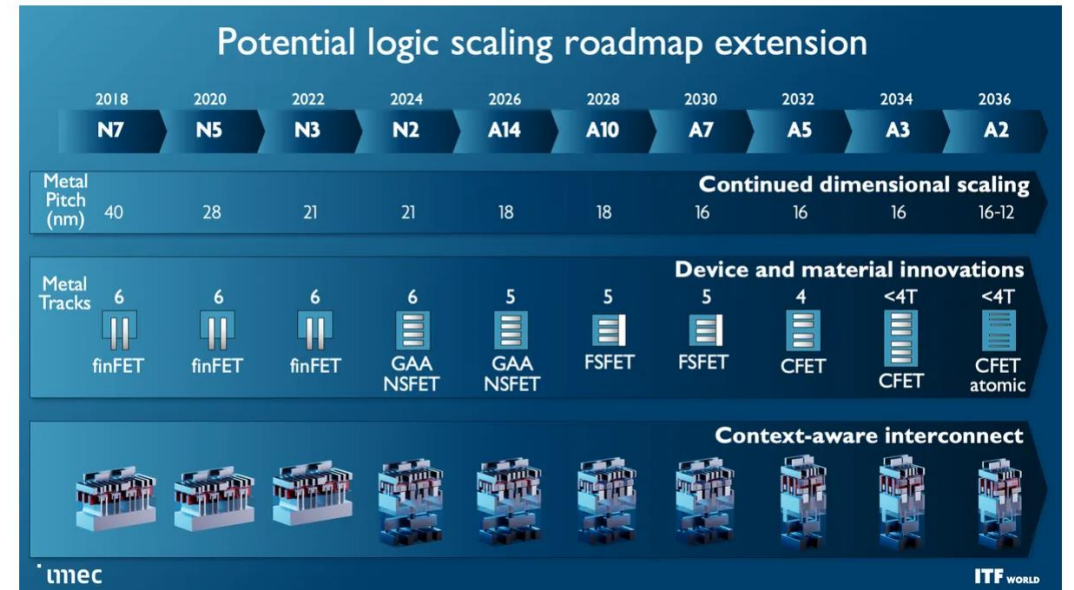 Potential logic scaling roadmap extension
2018 2020 2022 2024 2026 2028 2030 2032 2034 2036
N7 N5 N3 N2 A14 A10 A7 A5 A3 A2
Continued dimensional scaling
Metal
Pitch
(nm)
40 28 21 21 18 18 16 16 16 16-12
Device and material innovations
Metal
Tracks
6 6 6 6 5 5 5 4 <4T <4T
finFET finFET finFET GAA NSFET GAA NSFET FSFET FSFET CFET CFET CFET atomic
Context-aware interconnect
imec
ITF WORLD